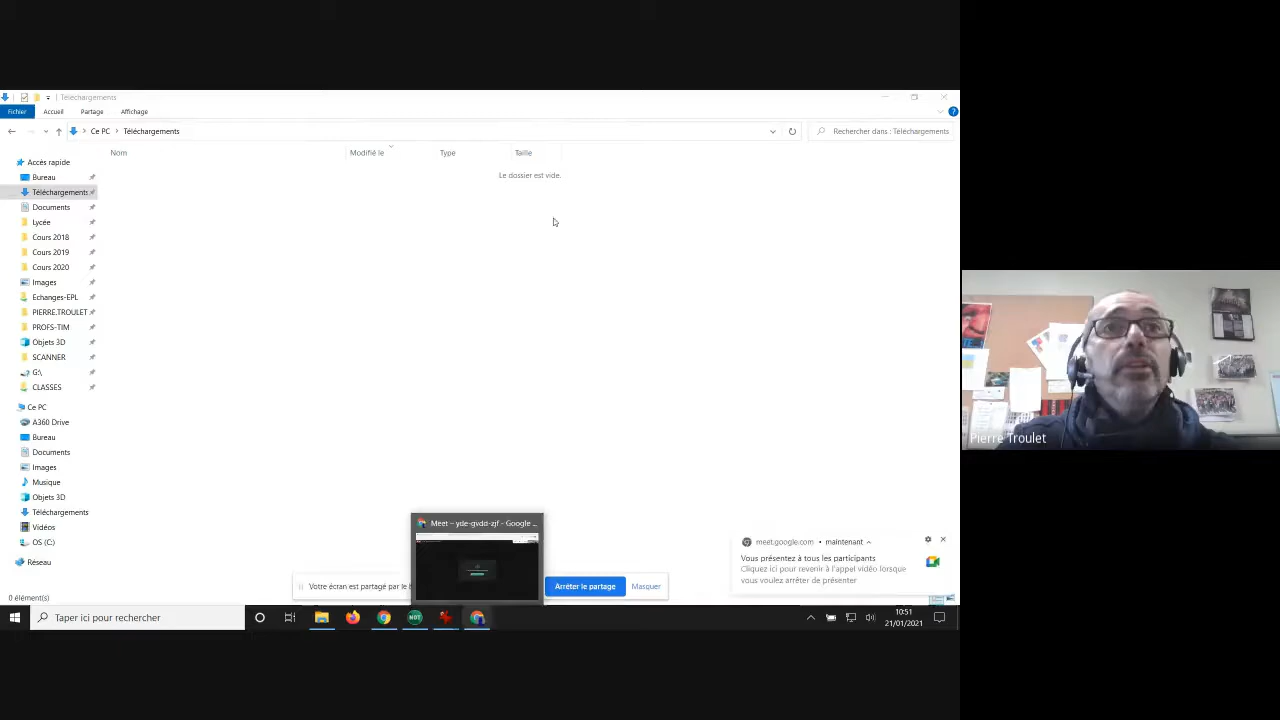 Téléchargements
Fichier Accueil Partage Affichage
Ce PC Téléchargements
Rechercher dans : Téléchargements
Nom Modifié le Type Taille
Le dossier est vide.
Accès rapide
Bureau
Téléchargements
Documents
Lycée
Cours 2018
Cours 2019
Cours 2020
Images
Echanges-EPL
PIERRE.TROULET
PROFS-TIM
Objets 3D
SCANNER
G:\
CLASSES
Ce PC
A360 Drive
Bureau
Documents
Images
Musique
Objets 3D
Téléchargements
Vidéos
OS (C:)
Réseau
0 élément(s)
Meet – yde-gvdd-zjf - Google ...
Votre écran est partagé par le
Arrêter le partage Masquer
meet.google.com • maintenant
Vous présentez à tous les participants
Cliquez ici pour revenir à l'appel vidéo lorsque
vous voulez arrêter de présenter
Taper ici pour rechercher
NOT
10:51
21/01/2021
Pierre Troulet